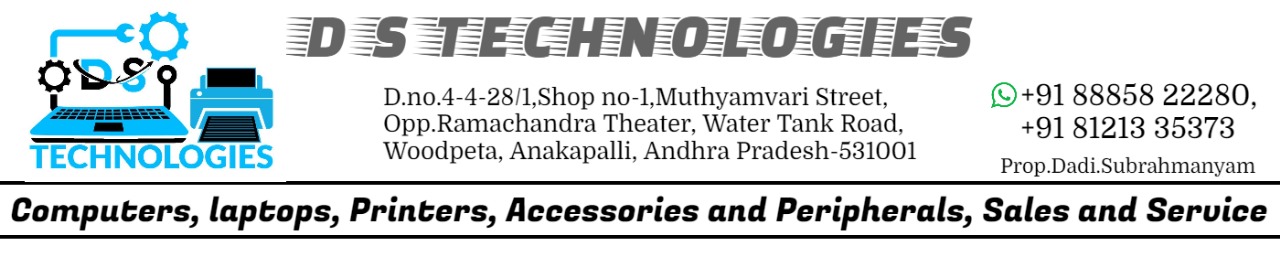 DS
TECHNOLOGIES
D S TECHNOLOGIES
D.no.4-4-28/1,Shop no-1,Muthyamvari Street,
Opp.Ramachandra Theater, Water Tank Road,
Woodpeta, Anakapalli, Andhra Pradesh-531001
+91 88858 22280,
+91 81213 35373
Prop.Dadi.Subrahmanyam
Computers, laptops, Printers, Accessories and Peripherals, Sales and Service